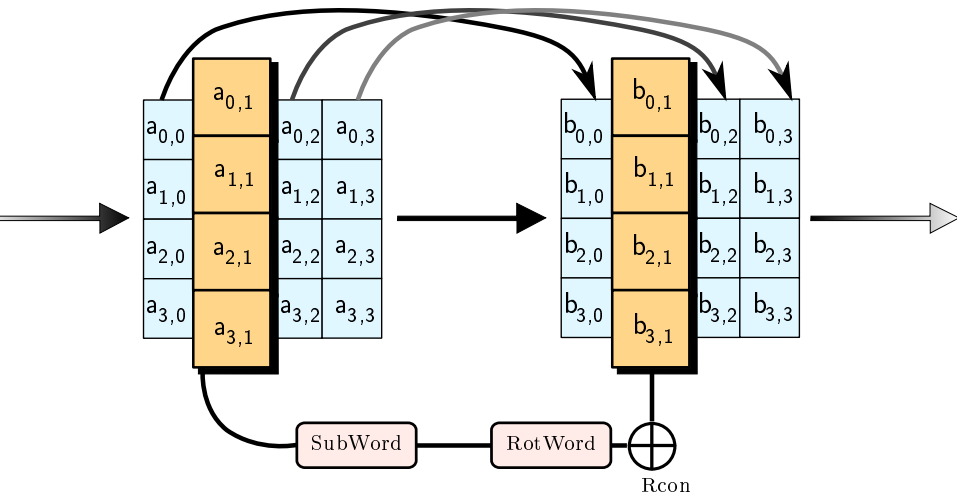 a0,0 a0,1 a0,2 a0,3 b0,0 b0,1 b0,2 b0,3
a1,0 a1,1 a1,2 a1,3 b1,0 b1,1 b1,2 b1,3
a2,0 a2,1 a2,2 a2,3 b2,0 b2,1 b2,2 b2,3
a3,0 a3,1 a3,2 a3,3 b3,0 b3,1 b3,2 b3,3
SubWord RotWord
Rcon